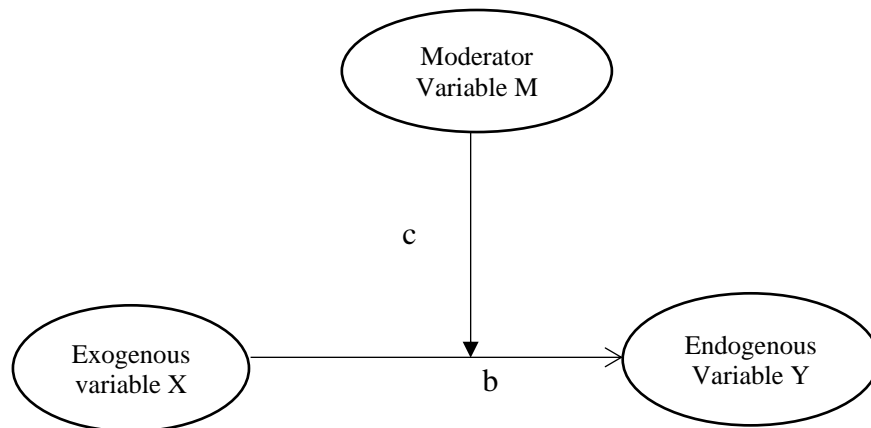 Moderator
Variable M
c
Exogenous
variable X
b
Endogenous
Variable Y